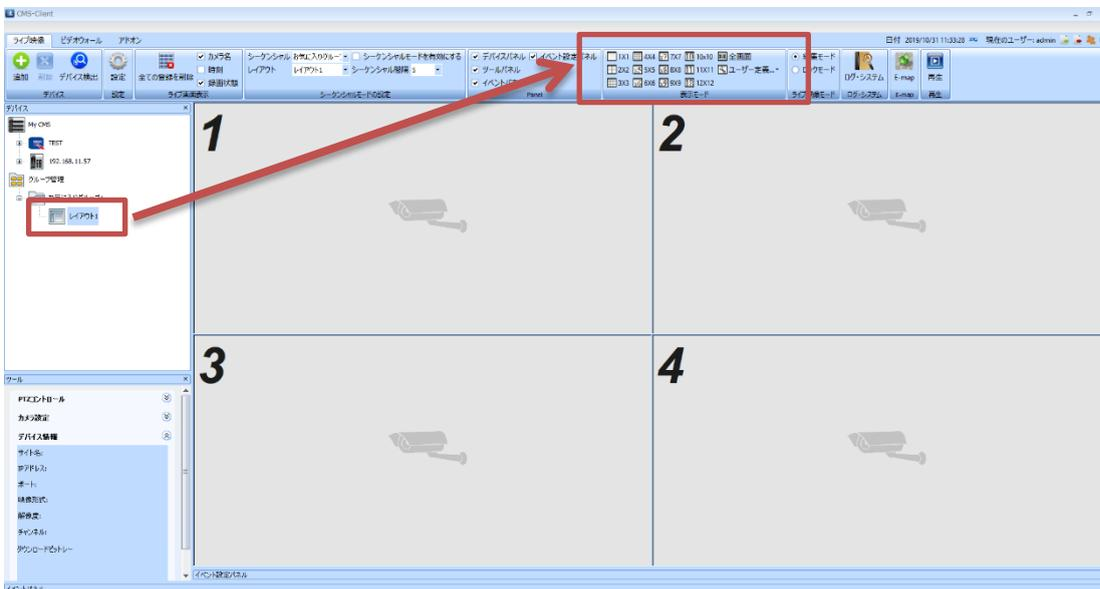 CMS-Client
ライブ映像 ビデオウォール アドオン 日付 2019/10/31 11:33:28 現在のユーザー: admin
カメラ名 シーケンシャル お気に入りグルー シーケンシャルモードを有効にする デバイスパネル イベント設定パネル 1X1 4X4 7X7 10x10 全画面
追加 削除 デバイス検出 設定 全ての登録を削除 時刻 レイアウト レイアウト1 シーケンシャル間隔 5 ツールパネル 2X2 5X5 8X8 11X11 ユーザー定義... ログ・システム E-map 再生
録画状態 3X3 6X6 9X9 12X12
デバイス 設定 ライブ画面表示 シーケンシャルモードの設定 Panel 表示モード ログ・システム E-map 再生
デバイス
My CMS
TEST
192.168.11.57
グループ管理
レイアウト1
1
2
3
4
ツール
PTZコントロール
カメラ設定
デバイス情報
サイト名:
IPアドレス:
ポート:
映像形式:
解像度:
チャンネル:
ダウンロードビットレー
イベント設定パネル
イベントパネル